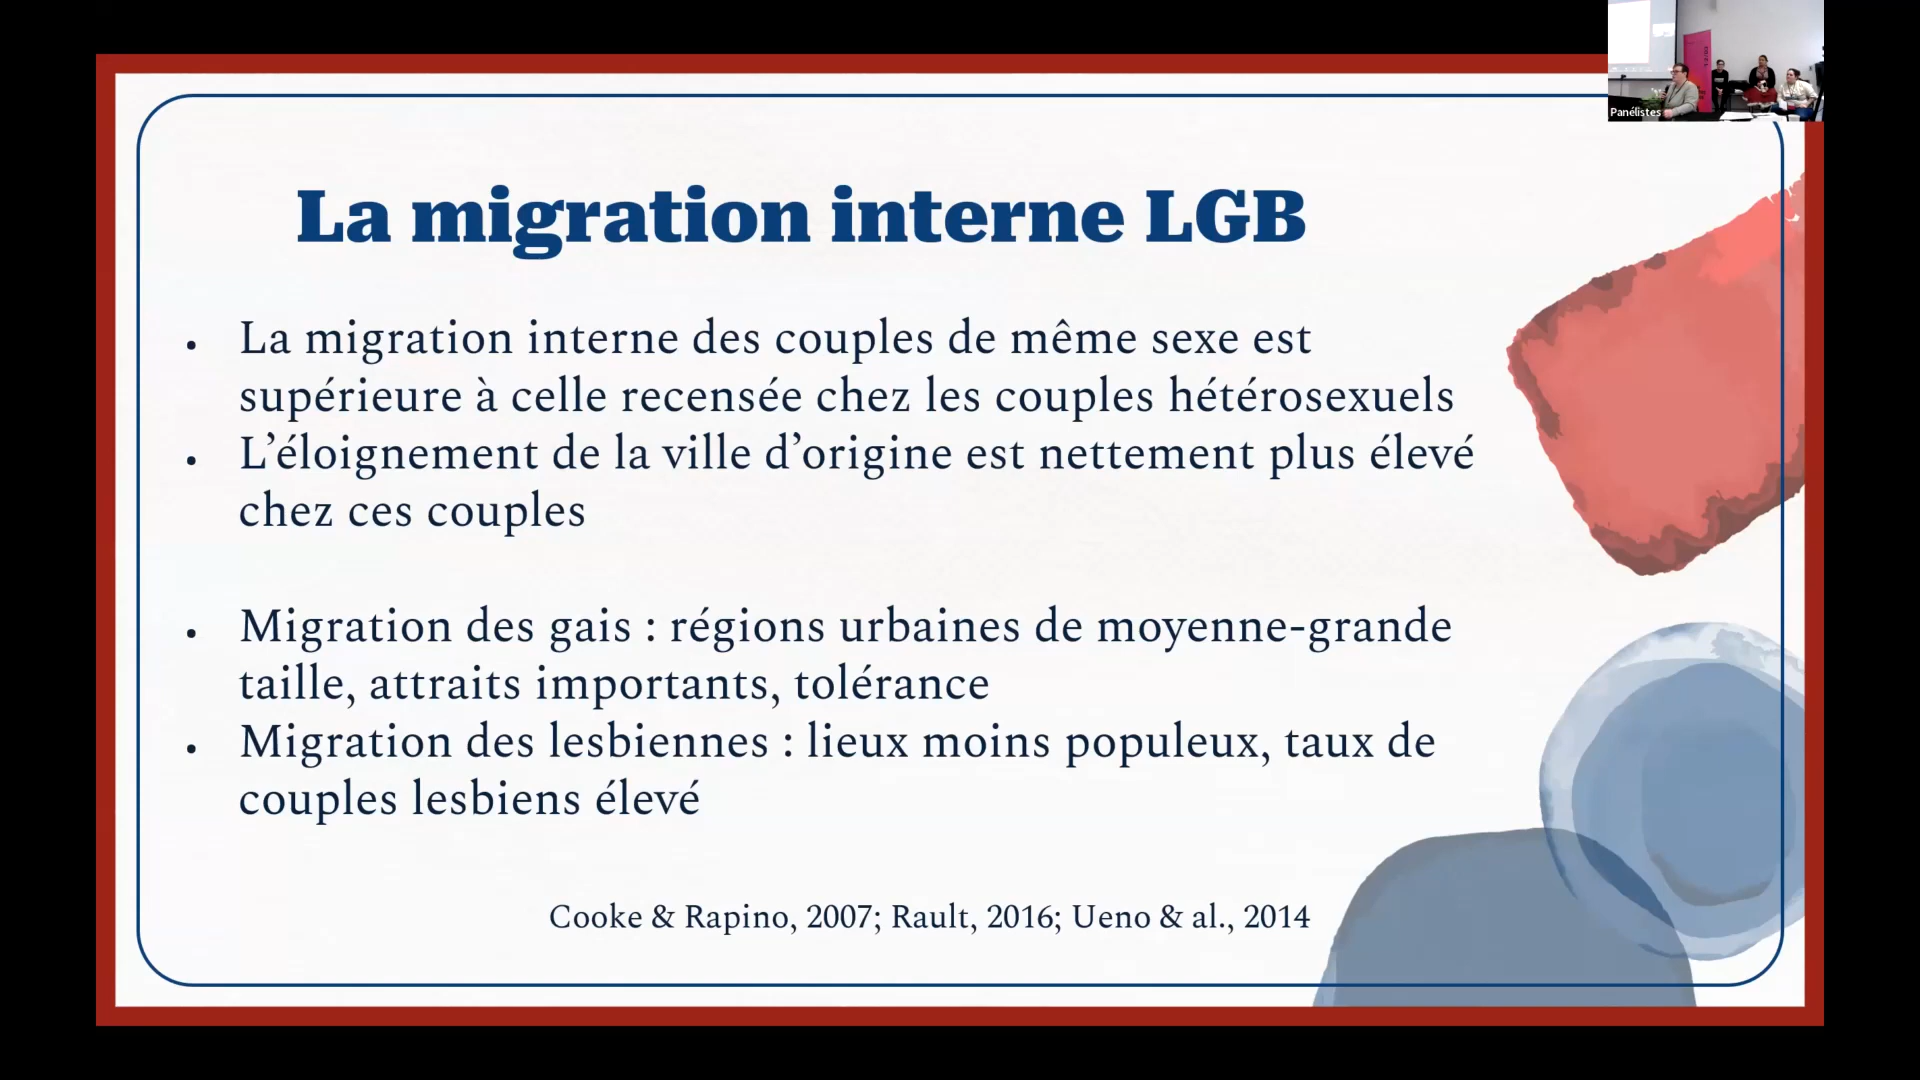 La migration interne LGB
• La migration interne des couples de même sexe est
supérieure à celle recensée chez les couples hétérosexuels
• L’éloignement de la ville d’origine est nettement plus élevé
chez ces couples
• Migration des gais : régions urbaines de moyenne-grande
taille, attraits importants, tolérance
• Migration des lesbiennes : lieux moins populeux, taux de
couples lesbiens élevé
Cooke & Rapino, 2007; Rault, 2016; Ueno & al., 2014
Panélistes